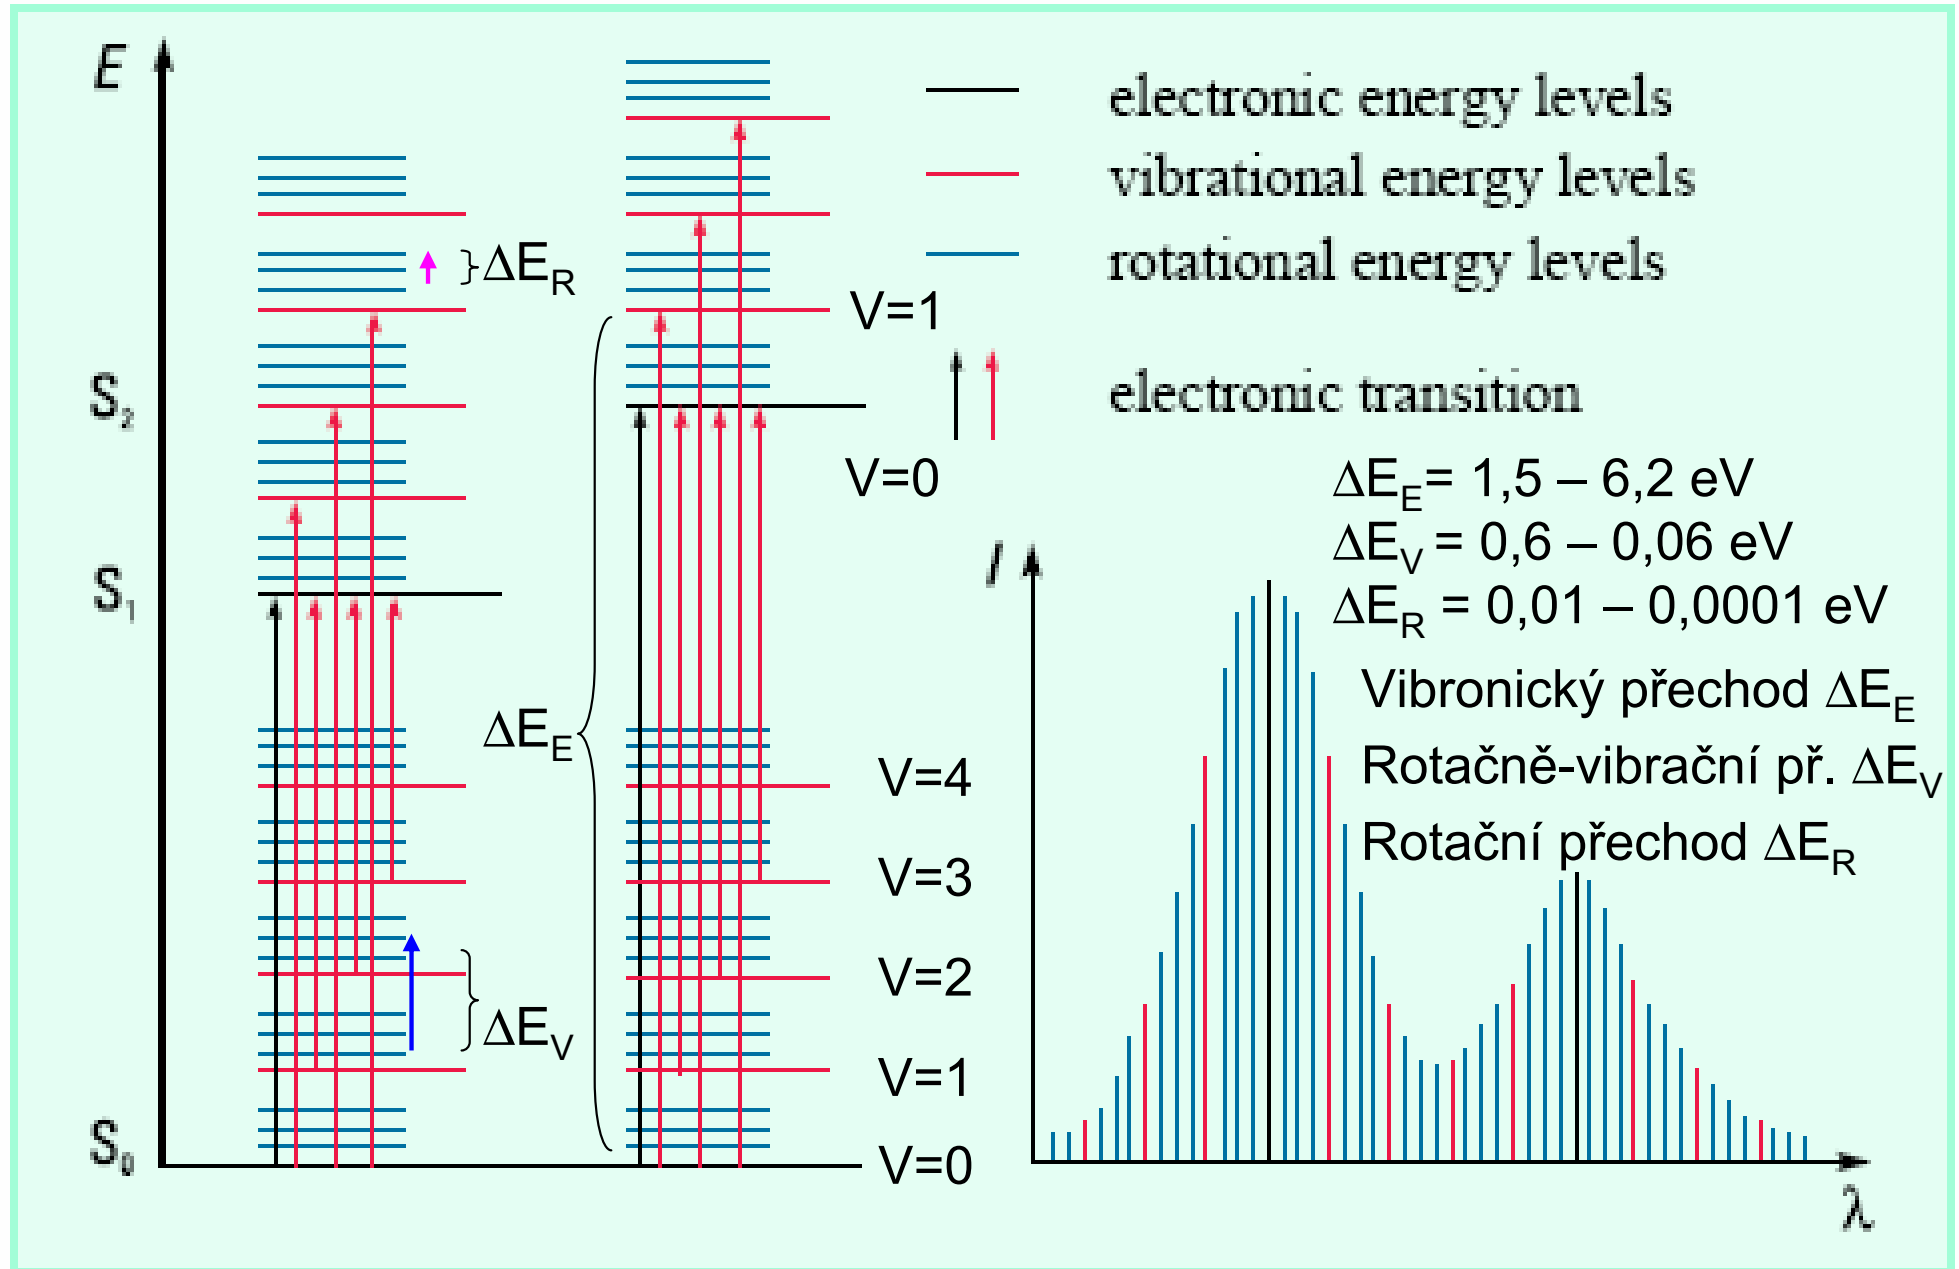 E
electronic energy levels
vibrational energy levels
rotational energy levels
ΔE_R
V=1
S₂
electronic transition
V=0
ΔE_E= 1,5 – 6,2 eV
ΔE_V = 0,6 – 0,06 eV
ΔE_R = 0,01 – 0,0001 eV
S₁
I
Vibronický přechod ΔE_E
ΔE_E
Rotačně-vibrační př. ΔE_V
V=4
Rotační přechod ΔE_R
V=3
V=2
ΔE_V
V=1
S₀
V=0
λ